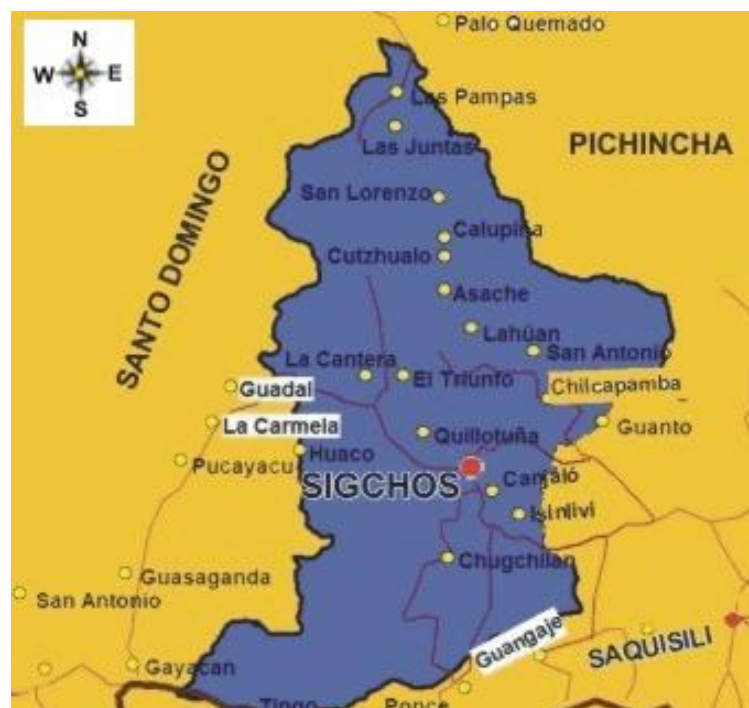 Palo Quemado
N
W E
S
Las Pampas
Las Juntas
PICHINCHA
SANTO DOMINGO
San Lorenzo
Calupiña
Cutzhualo
Asache
Lahúan
La Cantera
San Antonio
El Triunfo
Guadal
Chilcapamba
La Carmela
Guanto
Quillotuña
Huaco
Pucayacu
SIGCHOS
Canjaló
Isinlivi
Chugchilan
Guasaganda
San Antonio
Guangaje
SAQUISILI
Gayacan
Tingo
Ponce